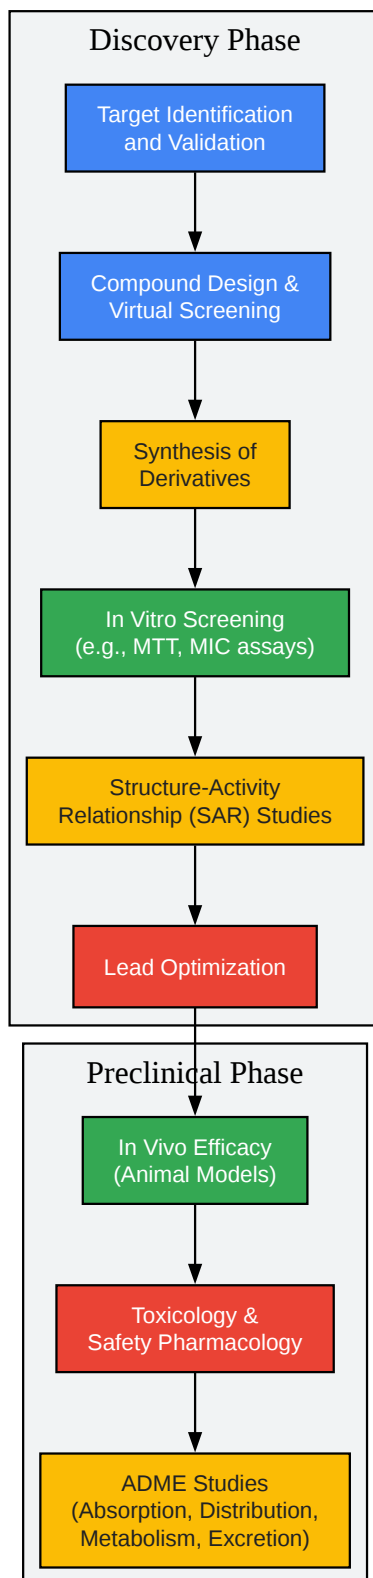 Discovery Phase
Target Identification
and Validation
Compound Design &
Virtual Screening
Synthesis of
Derivatives
In Vitro Screening
(e.g., MTT, MIC assays)
Structure-Activity
Relationship (SAR) Studies
Lead Optimization
Preclinical Phase
In Vivo Efficacy
(Animal Models)
Toxicology &
Safety Pharmacology
ADME Studies
(Absorption, Distribution,
Metabolism, Excretion)